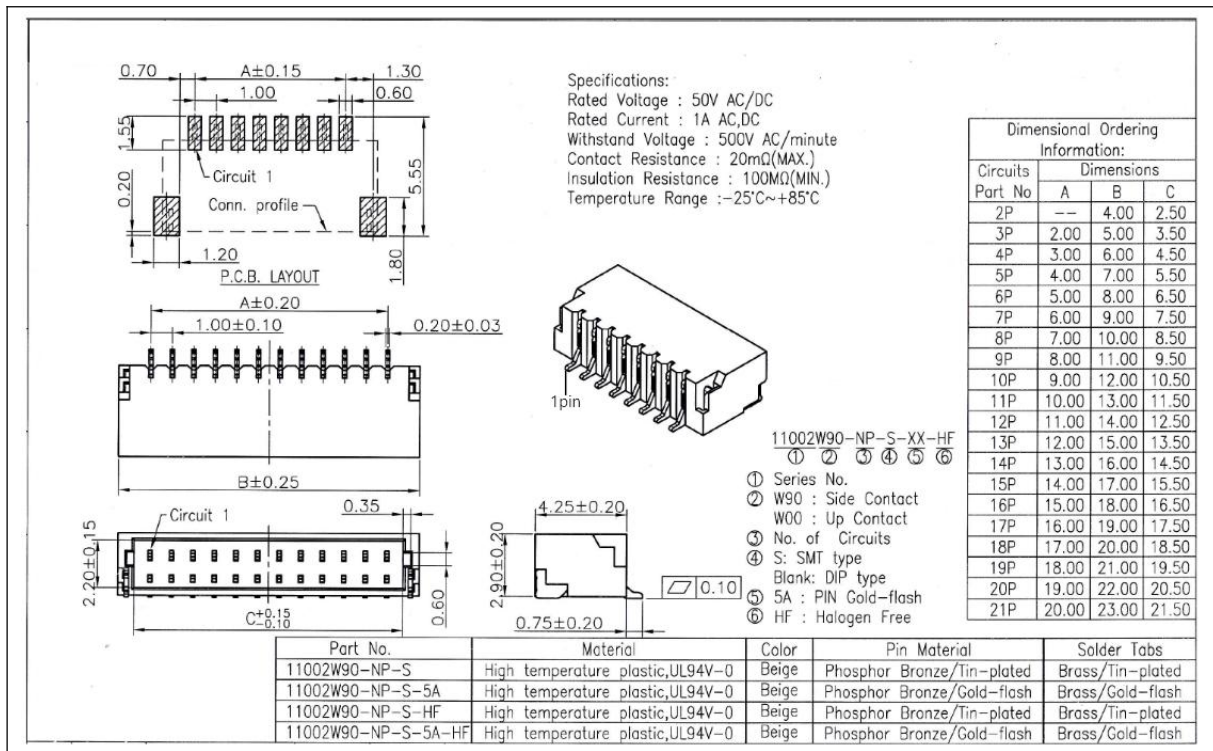 0.70 A±0.15 1.30
1.00 0.60
1.55
Circuit 1
5.55
0.20
Conn. profile
1.20
1.80
P.C.B. LAYOUT
Specifications:
Rated Voltage : 50V AC/DC
Rated Current : 1A AC,DC
Withstand Voltage : 500V AC/minute
Contact Resistance : 20mΩ(MAX.)
Insulation Resistance : 100MΩ(MIN.)
Temperature Range :-25°C~+85°C
A±0.20
1.00±0.10 0.20±0.03
B±0.25
1pin
Circuit 1 0.35
2.20±0.15
C+0.15 -0.10
0.60
4.25±0.20
2.90±0.20
0.10
0.75±0.20
11002W90-NP-S-XX-HF
① ② ③ ④ ⑤ ⑥
① Series No.
② W90 : Side Contact
W00 : Up Contact
③ No. of Circuits
④ S: SMT type
Blank: DIP type
⑤ 5A : PIN Gold-flash
⑥ HF : Halogen Free
Dimensional Ordering
Information:
Circuits Dimensions
Part No A B C
2P -- 4.00 2.50
3P 2.00 5.00 3.50
4P 3.00 6.00 4.50
5P 4.00 7.00 5.50
6P 5.00 8.00 6.50
7P 6.00 9.00 7.50
8P 7.00 10.00 8.50
9P 8.00 11.00 9.50
10P 9.00 12.00 10.50
11P 10.00 13.00 11.50
12P 11.00 14.00 12.50
13P 12.00 15.00 13.50
14P 13.00 16.00 14.50
15P 14.00 17.00 15.50
16P 15.00 18.00 16.50
17P 16.00 19.00 17.50
18P 17.00 20.00 18.50
19P 18.00 21.00 19.50
20P 19.00 22.00 20.50
21P 20.00 23.00 21.50
Part No. Material Color Pin Material Solder Tabs
11002W90-NP-S High temperature plastic,UL94V-0 Beige Phosphor Bronze/Tin-plated Brass/Tin-plated
11002W90-NP-S-5A High temperature plastic,UL94V-0 Beige Phosphor Bronze/Gold-flash Brass/Gold-flash
11002W90-NP-S-HF High temperature plastic,UL94V-0 Beige Phosphor Bronze/Tin-plated Brass/Tin-plated
11002W90-NP-S-5A-HF High temperature plastic,UL94V-0 Beige Phosphor Bronze/Gold-flash Brass/Gold-flash